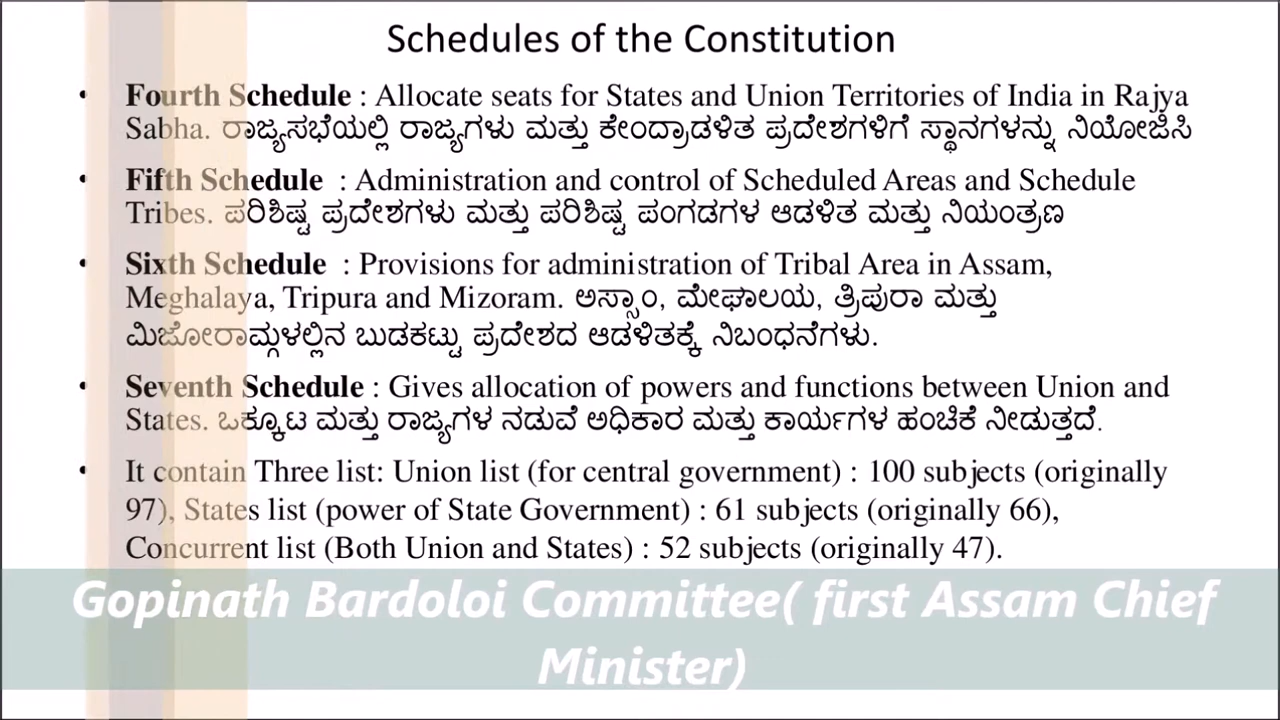 Schedules of the Constitution
• Fourth Schedule : Allocate seats for States and Union Territories of India in Rajya
Sabha. ರಾಜ್ಯಸಭೆಯಲ್ಲಿ ರಾಜ್ಯಗಳು ಮತ್ತು ಕೇಂದ್ರಾಡಳಿತ ಪ್ರದೇಶಗಳಿಗೆ ಸ್ಥಾನಗಳನ್ನು ನಿಯೋಜಿಸಿ
• Fifth Schedule : Administration and control of Scheduled Areas and Schedule
Tribes. ಪರಿಶಿಷ್ಟ ಪ್ರದೇಶಗಳು ಮತ್ತು ಪರಿಶಿಷ್ಟ ಪಂಗಡಗಳ ಆಡಳಿತ ಮತ್ತು ನಿಯಂತ್ರಣ
• Sixth Schedule : Provisions for administration of Tribal Area in Assam,
Meghalaya, Tripura and Mizoram. ಅಸ್ಸಾಂ, ಮೇಘಾಲಯ, ತ್ರಿಪುರಾ ಮತ್ತು
ಮಿಜೋರಾಮ್ಗಳಲ್ಲಿನ ಬುಡಕಟ್ಟು ಪ್ರದೇಶದ ಆಡಳಿತಕ್ಕೆ ನಿಬಂಧನೆಗಳು.
• Seventh Schedule : Gives allocation of powers and functions between Union and
States. ಒಕ್ಕೂಟ ಮತ್ತು ರಾಜ್ಯಗಳ ನಡುವೆ ಅಧಿಕಾರ ಮತ್ತು ಕಾರ್ಯಗಳ ಹಂಚಿಕೆ ನೀಡುತ್ತದೆ.
• It contain Three list: Union list (for central government) : 100 subjects (originally
97), States list (power of State Government) : 61 subjects (originally 66),
Concurrent list (Both Union and States) : 52 subjects (originally 47).
Gopinath Bardoloi Committee( first Assam Chief
Minister)